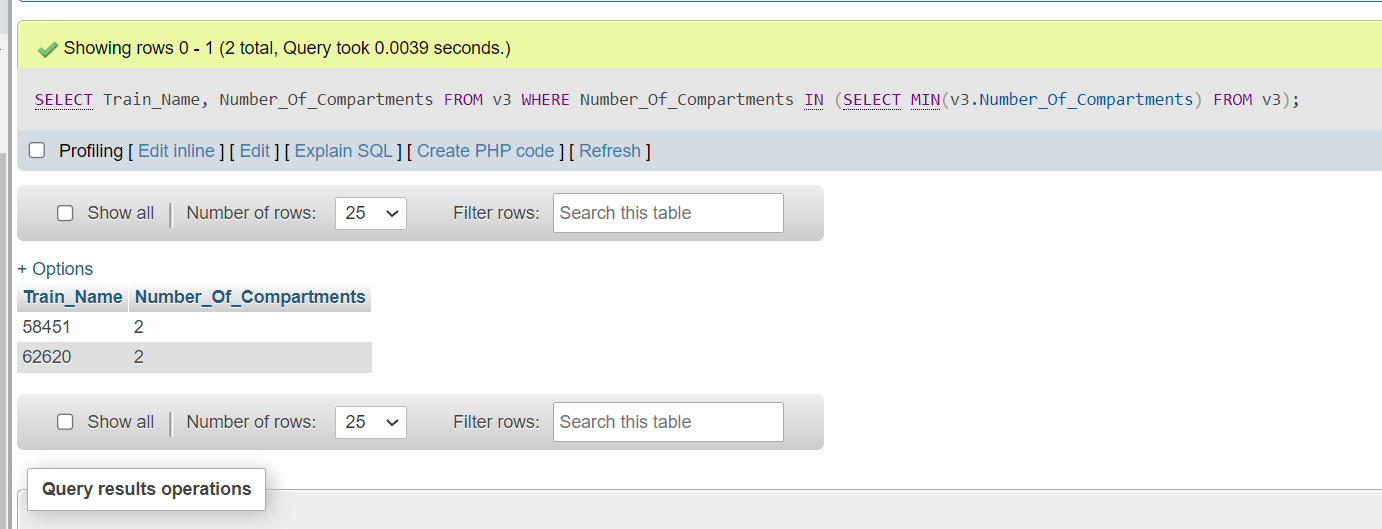 Showing rows 0 - 1 (2 total, Query took 0.0039 seconds.)
SELECT Train_Name, Number_Of_Compartments FROM v3 WHERE Number_Of_Compartments IN (SELECT MIN(v3.Number_Of_Compartments) FROM v3);
Profiling [ Edit inline ] [ Edit ] [ Explain SQL ] [ Create PHP code ] [ Refresh ]
Show all | Number of rows: 25 Filter rows: Search this table
+ Options
Train_Name Number_Of_Compartments
58451 2
62620 2
Show all | Number of rows: 25 Filter rows: Search this table
Query results operations